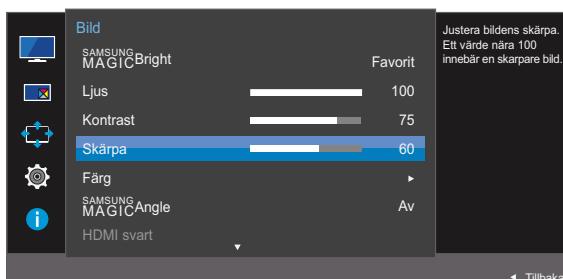 Bild
SAMSUNG
MAGICBright Favorit
Ljus 100
Kontrast 75
Skärpa 60
Färg
SAMSUNG
MAGICAngle Av
HDMI svart
Justera bildens skärpa.
Ett värde nära 100
innebär en skarpare bild.
Tillbaka